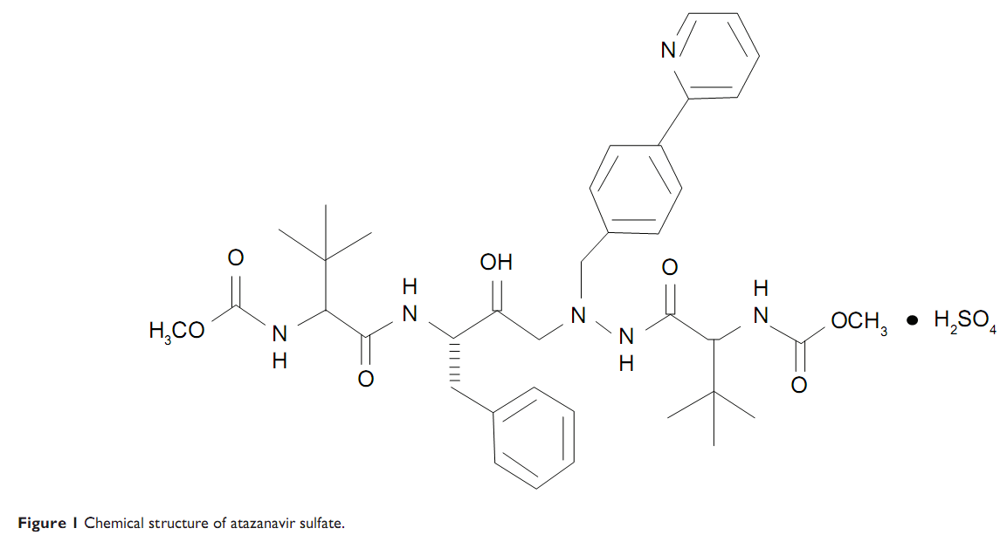 N
O
OH
O
H
H
N
N
N
OCH3 • H2SO4
H3CO
N
N
H
H
O
O
Figure 1 Chemical structure of atazanavir sulfate.